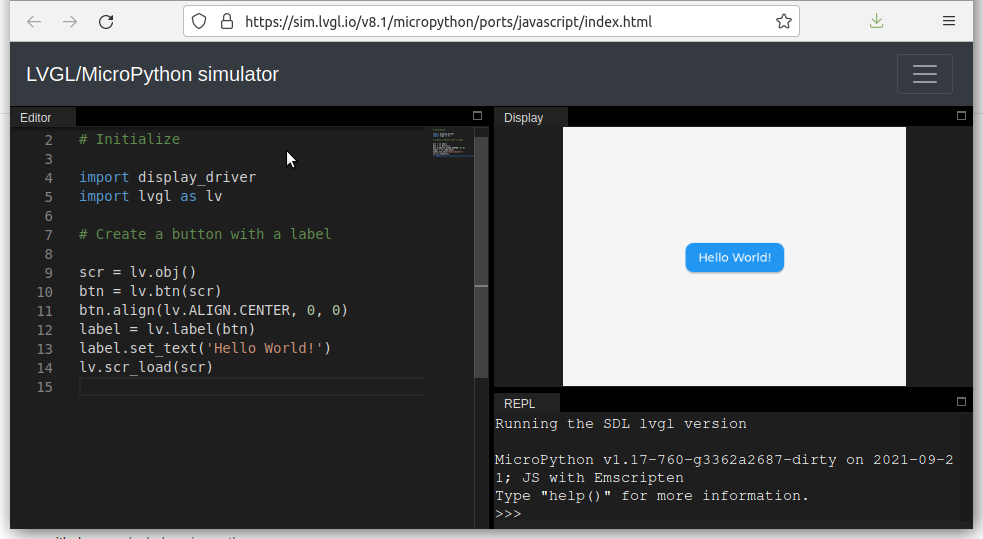 https://sim.lvgl.io/v8.1/micropython/ports/javascript/index.html
LVGL/MicroPython simulator
Editor
2 # Initialize
3
4 import display_driver
5 import lvgl as lv
6
7 # Create a button with a label
8
9 scr = lv.obj()
10 btn = lv.btn(scr)
11 btn.align(lv.ALIGN.CENTER, 0, 0)
12 label = lv.label(btn)
13 label.set_text('Hello World!')
14 lv.scr_load(scr)
15
Display
Hello World!
REPL
Running the SDL lvgl version
MicroPython v1.17-760-g3362a2687-dirty on 2021-09-2
1; JS with Emscripten
Type "help()" for more information.
>>>